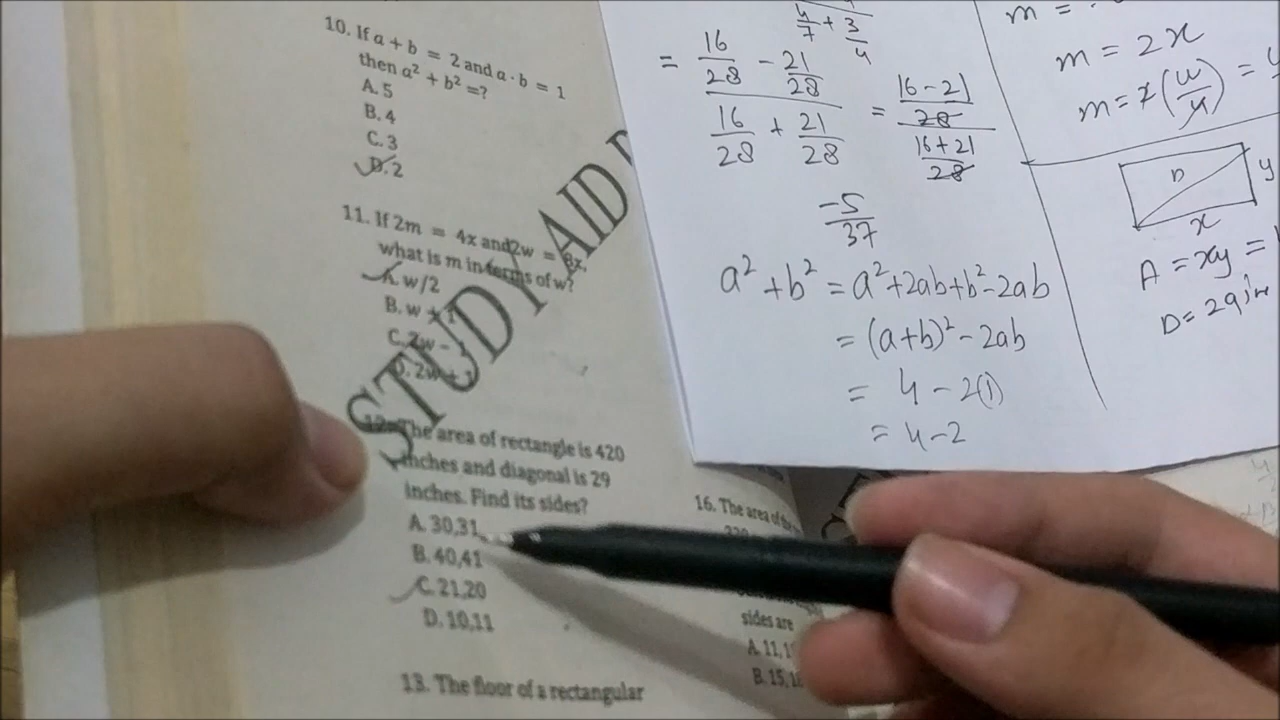 10. If a + b = 2 and a · b = 1
then a² + b² =?
A. 5
B. 4
C. 3
D. 2
11. If 2m = 4x and2w = 8x,
what is m in terms of w?
A. w/2
B. w + 1
C. 2w -
D. 2w + 1
12. The area of rectangle is 420
inches and diagonal is 29
inches. Find its sides?
A. 30,31
B. 40,41
C. 21,20
D. 10,11
13. The floor of a rectangular
STUDY AID
16. The area of
sides are
A. 11,1
B. 15,1
4/7 + 3/4
= (16/28 - 21/28) / (16/28 + 21/28) = ((16-21)/28) / ((16+21)/28)
-5/37
a² + b² = a² + 2ab + b² - 2ab
= (a+b)² - 2ab
= 4 - 2(1)
= 4 - 2
m =
m = 2x
D
y
x
A = xy =
D = 29in